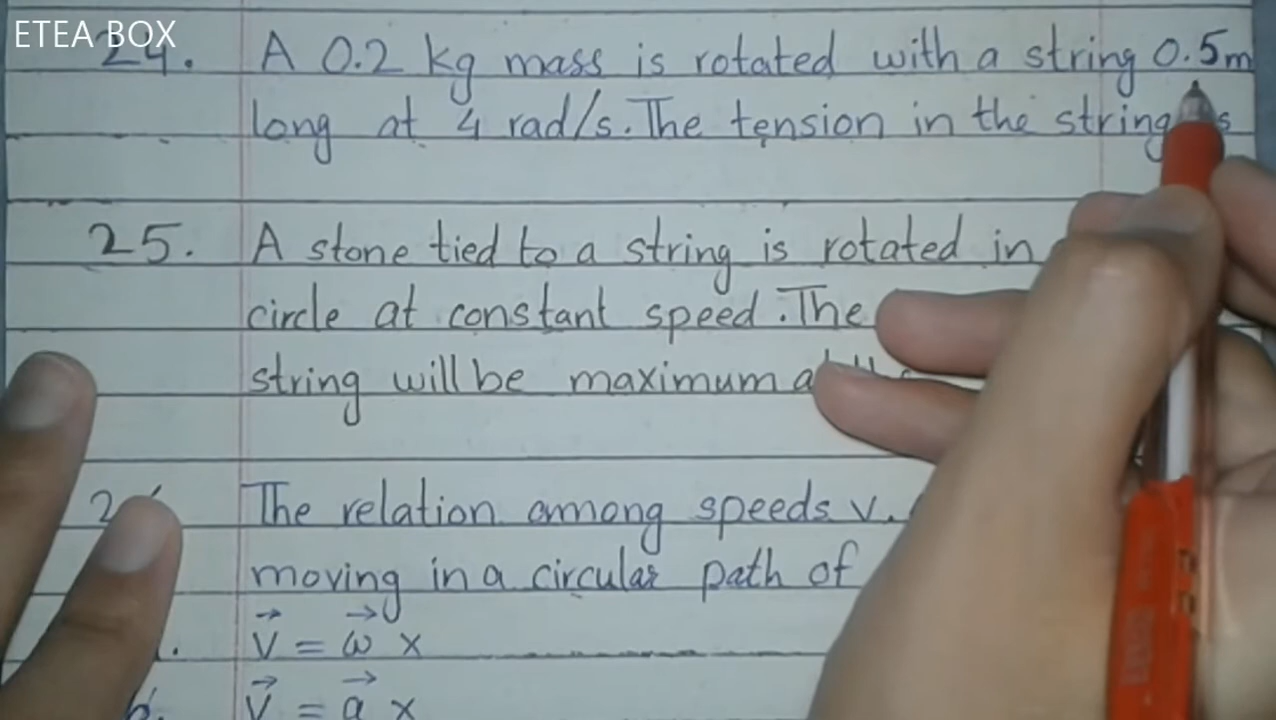 ETEA BOX
24. A 0.2 kg mass is rotated with a string 0.5m
long at 4 rad/s. The tension in the string
25. A stone tied to a string is rotated in
circle at constant speed. The
string will be maximum
The relation among speeds v.
moving in a circular path of
v⃗ = ω⃗ ×
b. v⃗ = a⃗ ×